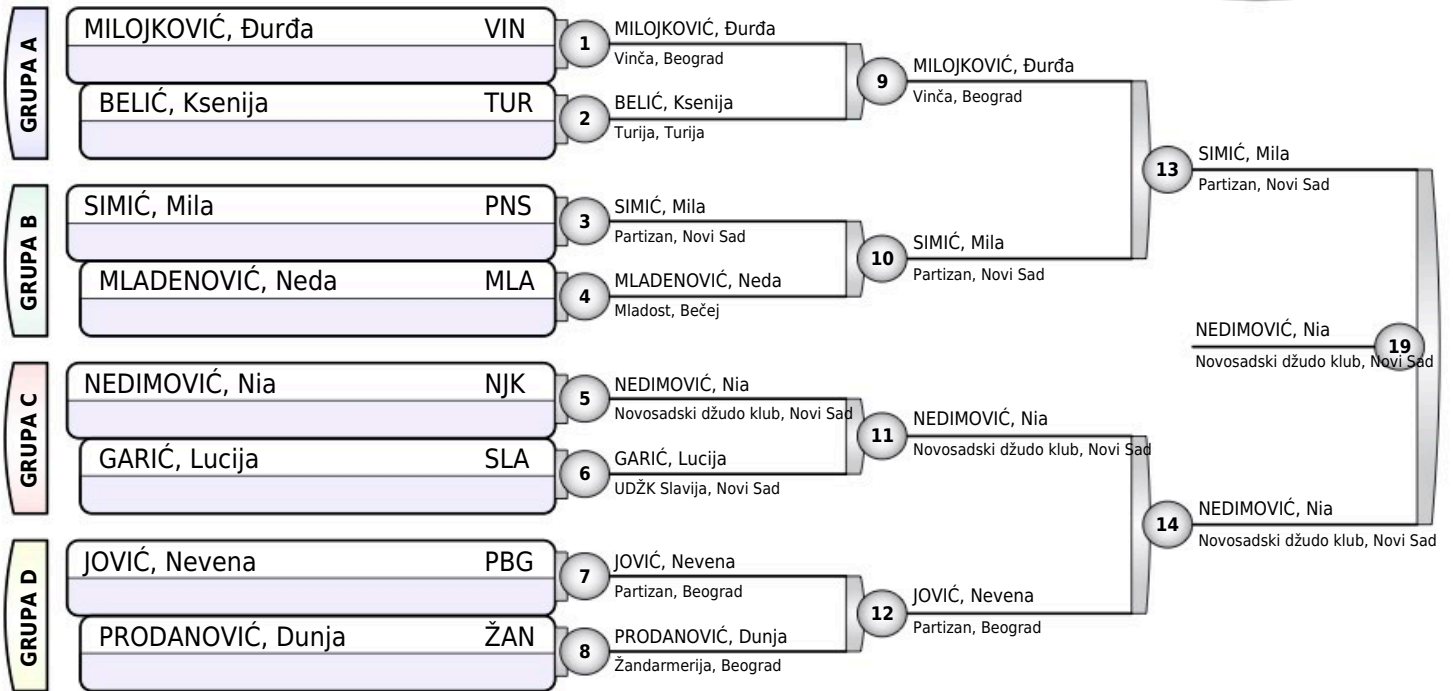 GRUPA A
MILOJKOVIĆ, Đurđa VIN
BELIĆ, Ksenija TUR
GRUPA B
SIMIĆ, Mila PNS
MLADENOVIĆ, Neda MLA
GRUPA C
NEDIMOVIĆ, Nia NJK
GARIĆ, Lucija SLA
GRUPA D
JOVIĆ, Nevena PBG
PRODANOVIĆ, Dunja ŽAN
1
MILOJKOVIĆ, Đurđa
Vinča, Beograd
2
BELIĆ, Ksenija
Turija, Turija
3
SIMIĆ, Mila
Partizan, Novi Sad
4
MLADENOVIĆ, Neda
Mladost, Bečej
5
NEDIMOVIĆ, Nia
Novosadski džudo klub, Novi Sad
6
GARIĆ, Lucija
UDŽK Slavija, Novi Sad
7
JOVIĆ, Nevena
Partizan, Beograd
8
PRODANOVIĆ, Dunja
Žandarmerija, Beograd
9
MILOJKOVIĆ, Đurđa
Vinča, Beograd
10
SIMIĆ, Mila
Partizan, Novi Sad
11
NEDIMOVIĆ, Nia
Novosadski džudo klub, Novi Sad
12
JOVIĆ, Nevena
Partizan, Beograd
13
SIMIĆ, Mila
Partizan, Novi Sad
14
NEDIMOVIĆ, Nia
Novosadski džudo klub, Novi Sad
19
NEDIMOVIĆ, Nia
Novosadski džudo klub, Novi Sad